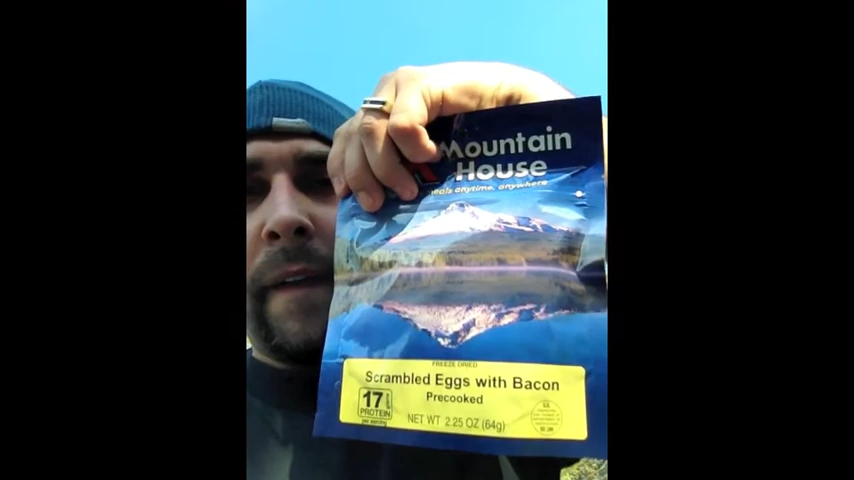 Mountain
House
meals anytime, anywhere
FREEZE DRIED
Scrambled Eggs with Bacon
Precooked
17g
PROTEIN
per serving
NET WT 2.25 OZ (64g)